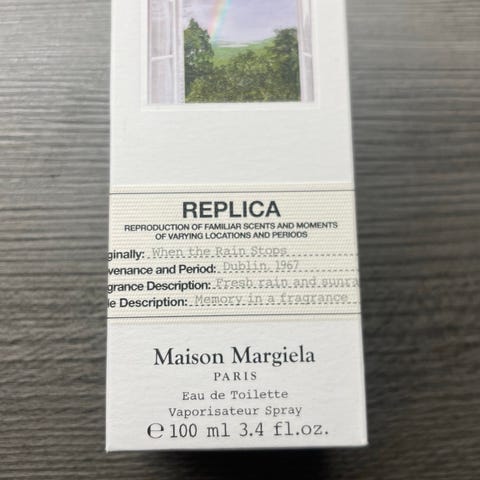 REPLICA
REPRODUCTION OF FAMILIAR SCENTS AND MOMENTS
OF VARYING LOCATIONS AND PERIODS
ginally: When the Rain Stops
venance and Period: Dublin, 1967
grance Description: Fresh rain and sunra
le Description: Memory in a fragrance
Maison Margiela
PARIS
Eau de Toilette
Vaporisateur Spray
℮ 100 ml 3.4 fl.oz.